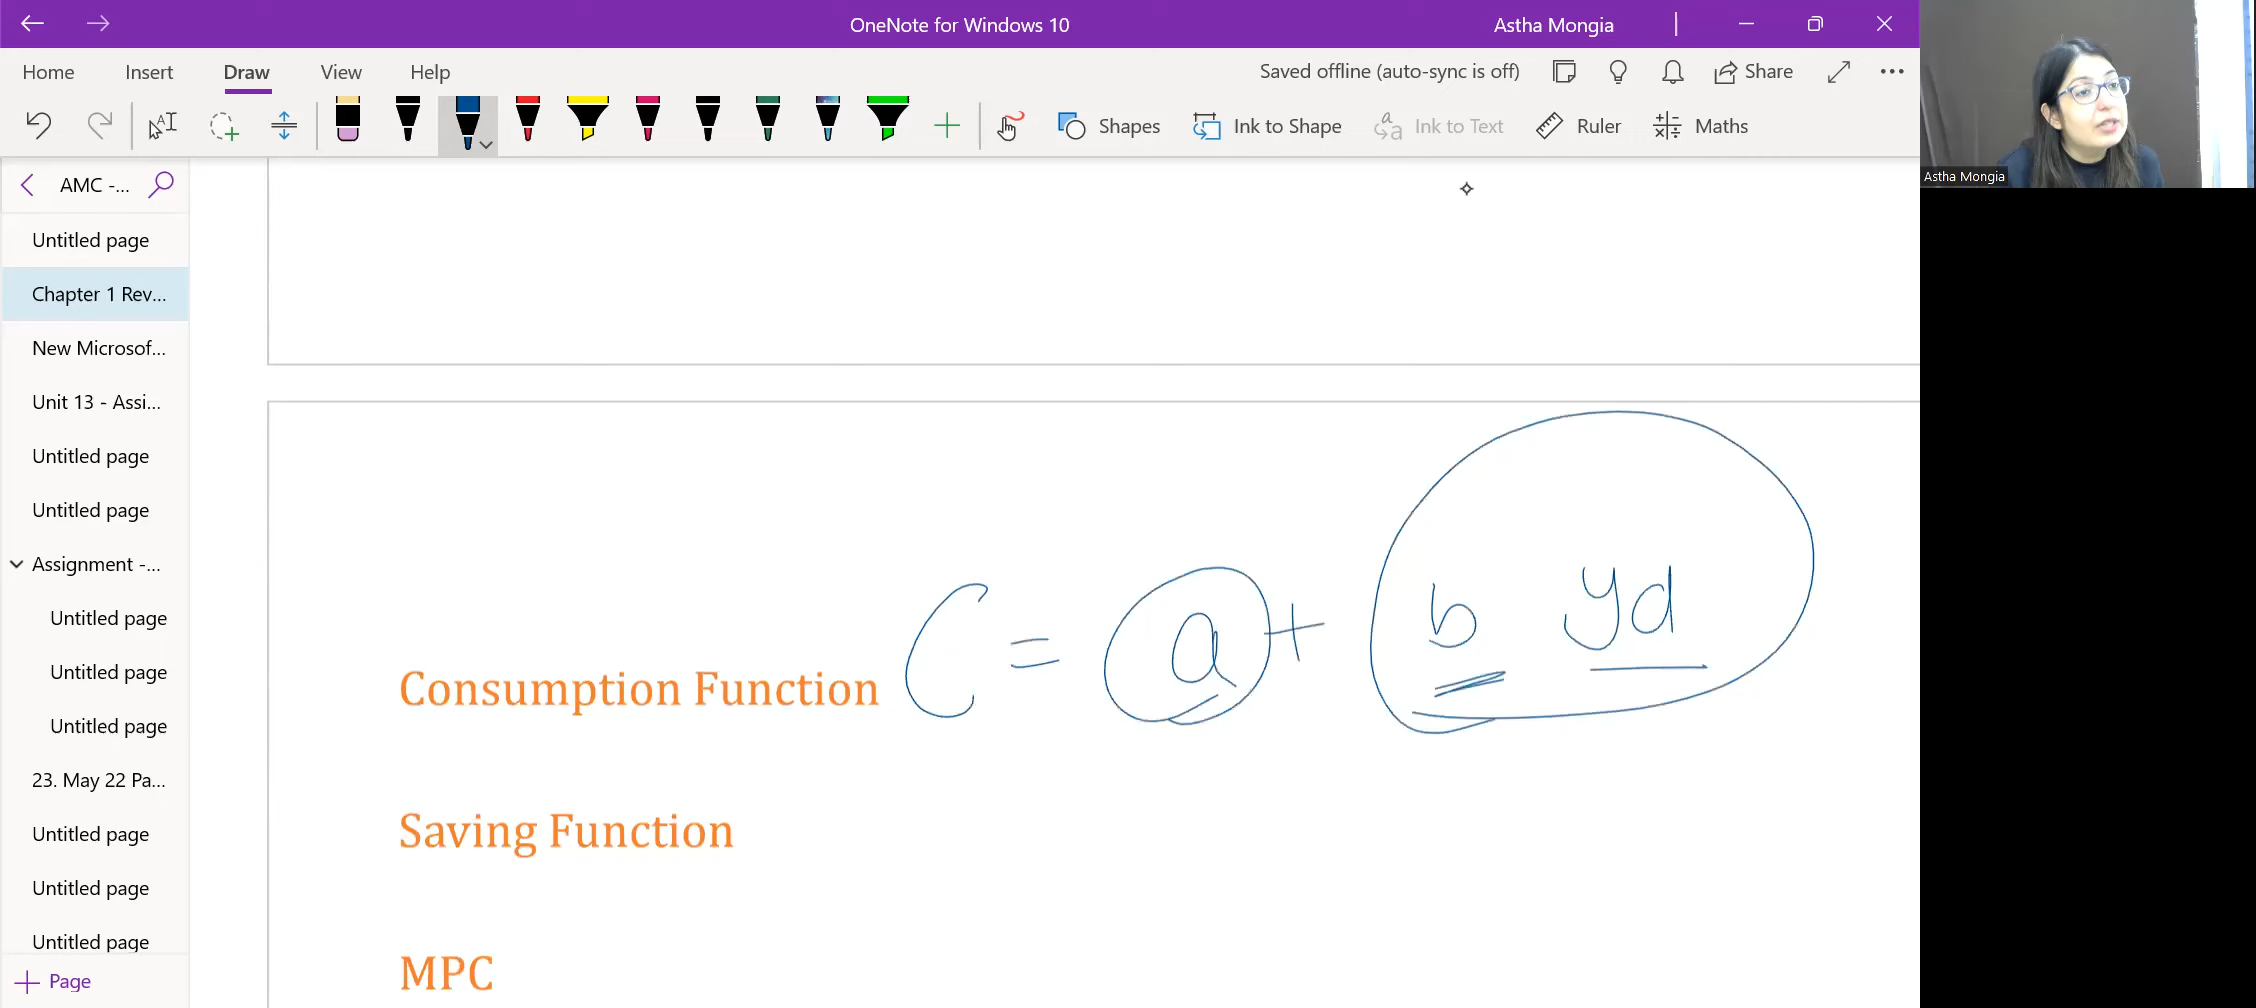 OneNote for Windows 10
Astha Mongia
Home Insert Draw View Help
Saved offline (auto-sync is off) Share
Shapes Ink to Shape Ink to Text Ruler Maths
Astha Mongia
AMC -...
Untitled page
Chapter 1 Rev...
New Microsof...
Unit 13 - Assi...
Untitled page
Untitled page
Assignment -...
Untitled page
Untitled page
Untitled page
23. May 22 Pa...
Untitled page
Untitled page
Untitled page
Page
Consumption Function C = a + b yd
Saving Function
MPC